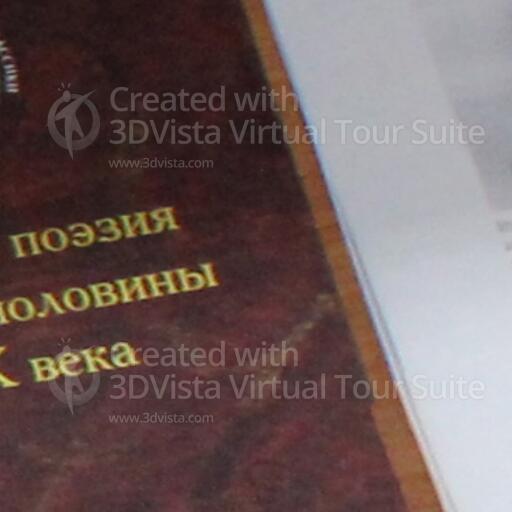 Created with
3DVista Virtual Tour Suite
www.3dvista.com
поэзия
половины
века
Created with
3DVista Virtual Tour Suite
www.3dvista.com